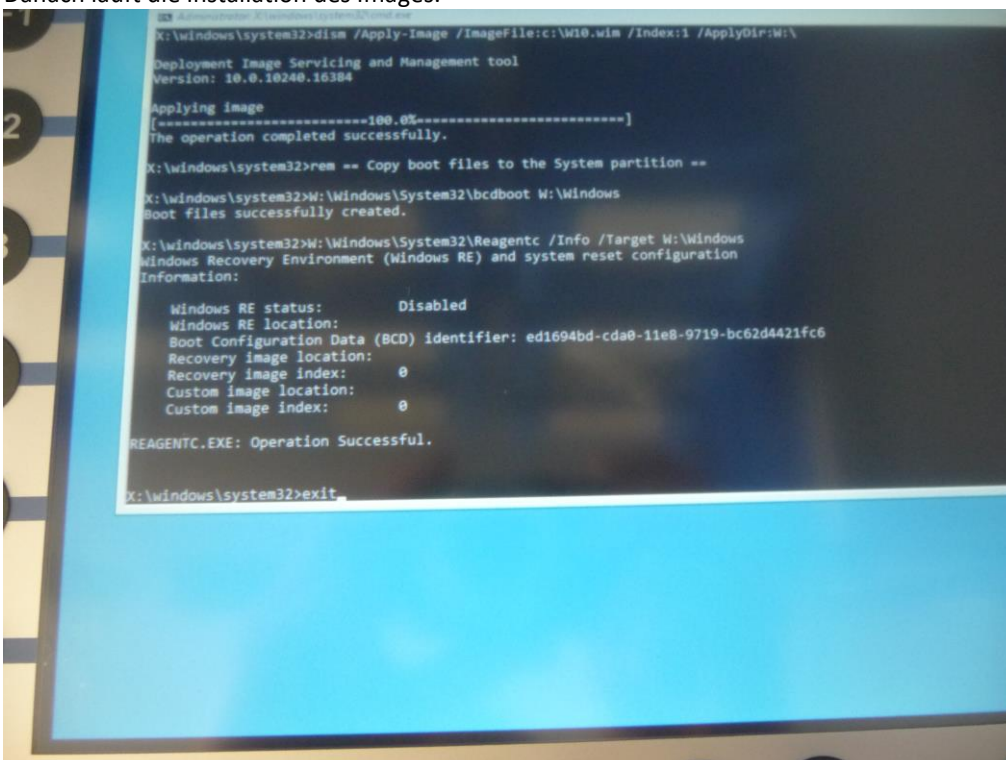 Danach läuft die Installation des Images:
Administrator: X:\windows\system32\cmd.exe
X:\windows\system32>dism /Apply-Image /ImageFile:c:\W10.wim /Index:1 /ApplyDir:W:\
Deployment Image Servicing and Management tool
Version: 10.0.10240.16384
Applying image
[==========================100.0%==========================]
The operation completed successfully.
X:\windows\system32>rem == Copy boot files to the System partition ==
X:\windows\system32>W:\Windows\System32\bcdboot W:\Windows
Boot files successfully created.
X:\windows\system32>W:\Windows\System32\Reagentc /Info /Target W:\Windows
Windows Recovery Environment (Windows RE) and system reset configuration
Information:
Windows RE status: Disabled
Windows RE location:
Boot Configuration Data (BCD) identifier: ed1694bd-cda0-11e8-9719-bc62d4421fc6
Recovery image location:
Recovery image index: 0
Custom image location:
Custom image index: 0
REAGENTC.EXE: Operation Successful.
X:\windows\system32>exit
2